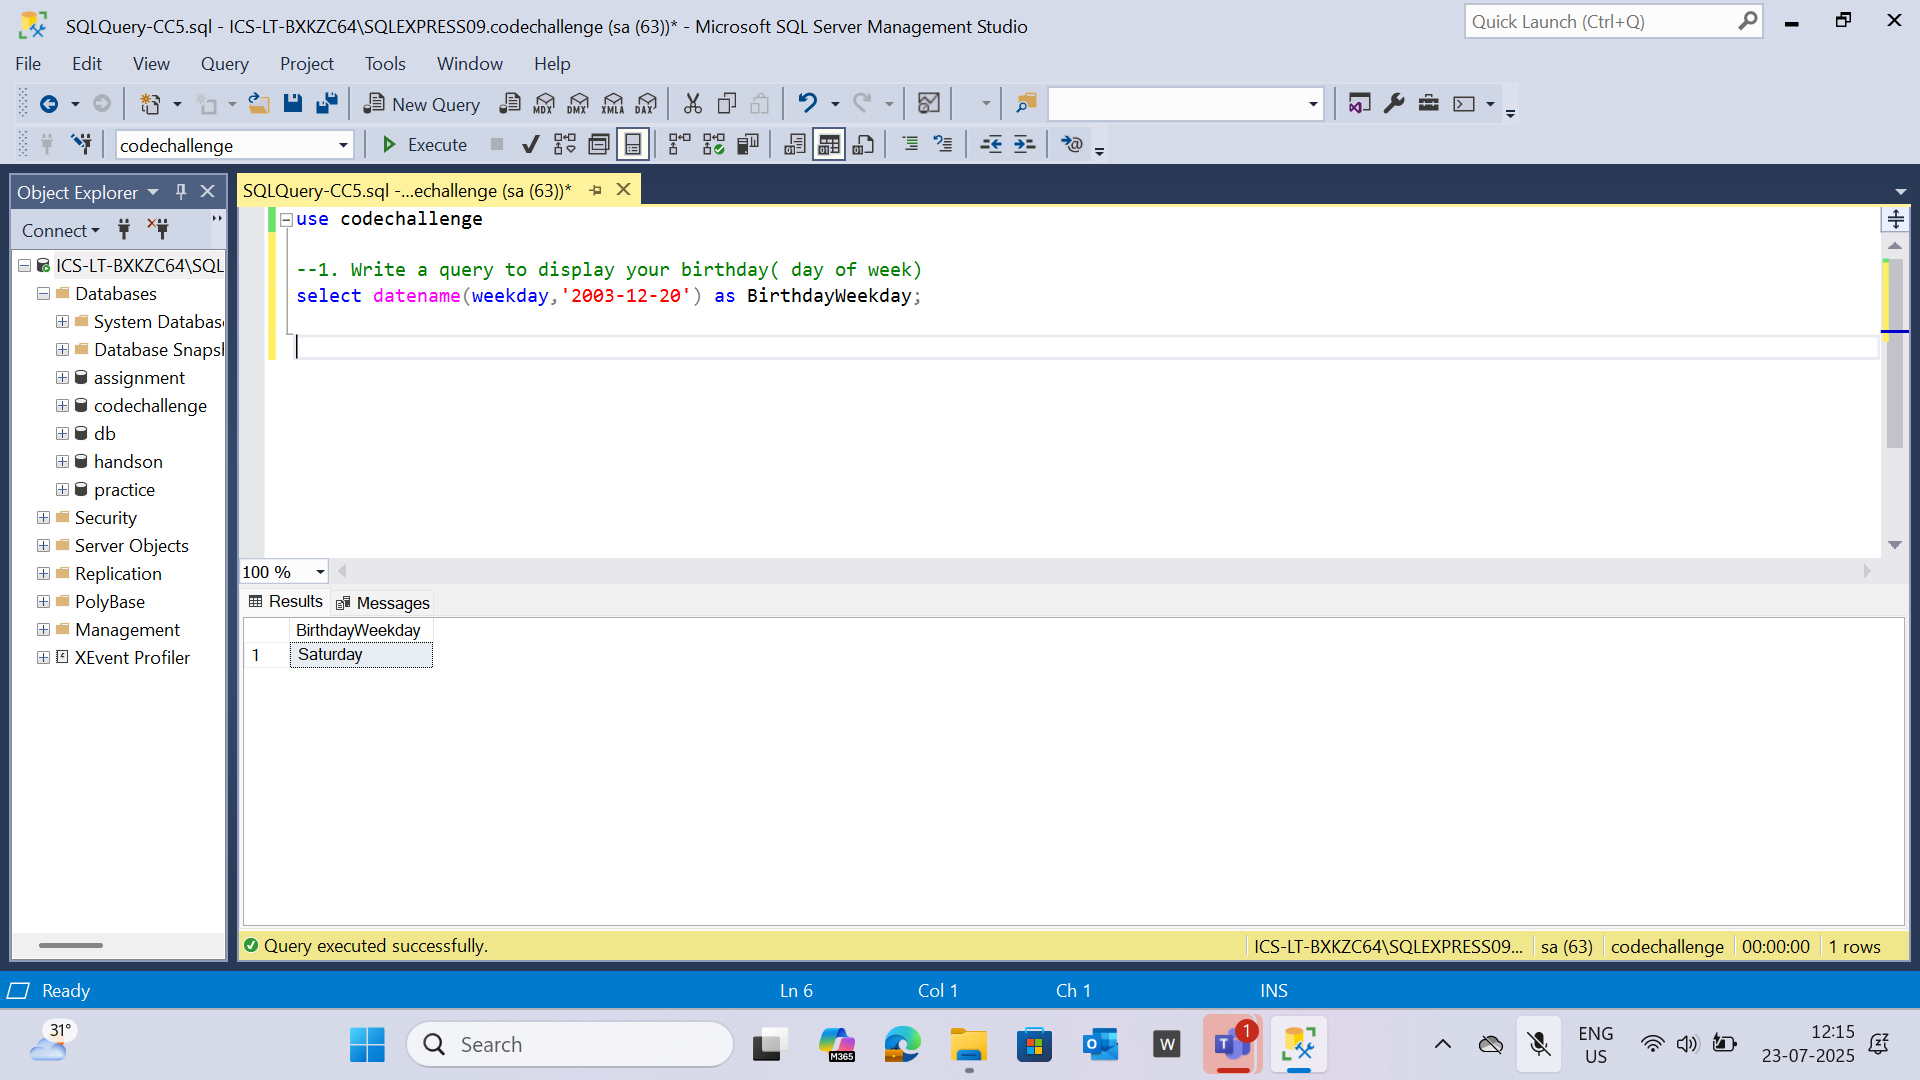 SQLQuery-CC5.sql - ICS-LT-BXKZC64\SQLEXPRESS09.codechallenge (sa (63))* - Microsoft SQL Server Management Studio
Quick Launch (Ctrl+Q)
File Edit View Query Project Tools Window Help
New Query MDX DMX XMLA DAX
codechallenge Execute
Object Explorer
SQLQuery-CC5.sql -...echallenge (sa (63))*
Connect
use codechallenge
--1. Write a query to display your birthday( day of week)
select datename(weekday,'2003-12-20') as BirthdayWeekday;
ICS-LT-BXKZC64\SQL
Databases
System Databas
Database Snapsl
assignment
codechallenge
db
handson
practice
Security
Server Objects
Replication
PolyBase
Management
XEvent Profiler
100 %
Results Messages
BirthdayWeekday
1 Saturday
Query executed successfully. ICS-LT-BXKZC64\SQLEXPRESS09... sa (63) codechallenge 00:00:00 1 rows
Ready Ln 6 Col 1 Ch 1 INS
31°
Search
M365
W
1
ENG
US
12:15
23-07-2025